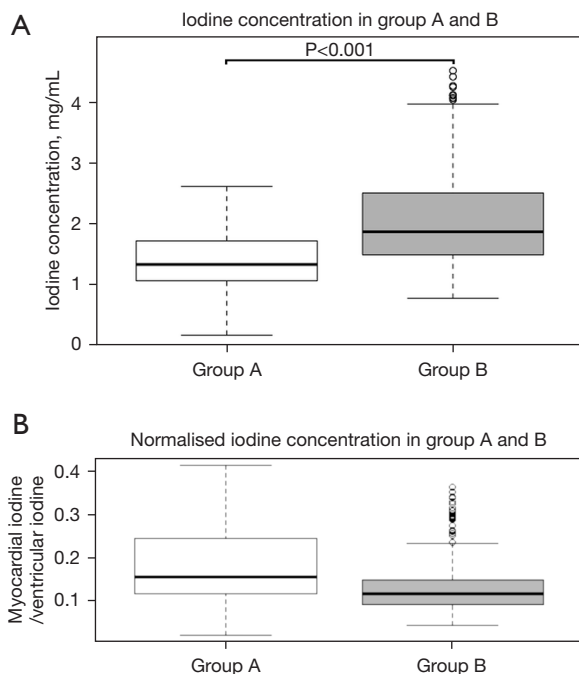 A
Iodine concentration in group A and B
P<0.001
Iodine concentration, mg/mL
4
3
2
1
0
Group A
Group B
B
Normalised iodine concentration in group A and B
Myocardial iodine
/ventricular iodine
0.4
0.3
0.2
0.1
Group A
Group B